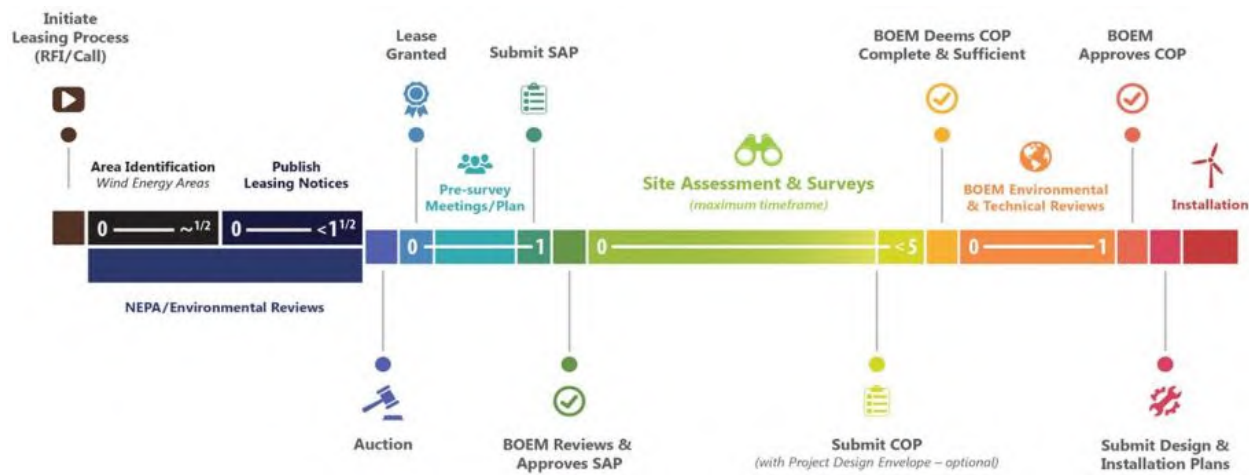 Initiate
Leasing Process
(RFI/Call)
Lease
Granted
Submit SAP
BOEM Deems COP
Complete & Sufficient
BOEM
Approves COP
Area Identification
Wind Energy Areas
Publish
Leasing Notices
Pre-survey
Meetings/Plan
Site Assessment & Surveys
(maximum timeframe)
BOEM Environmental
& Technical Reviews
Installation
0 ~1/2
0 <1 1/2
0 1
0 <5
0 1
NEPA/Environmental Reviews
Auction
BOEM Reviews &
Approves SAP
Submit COP
(with Project Design Envelope – optional)
Submit Design &
Installation Plans